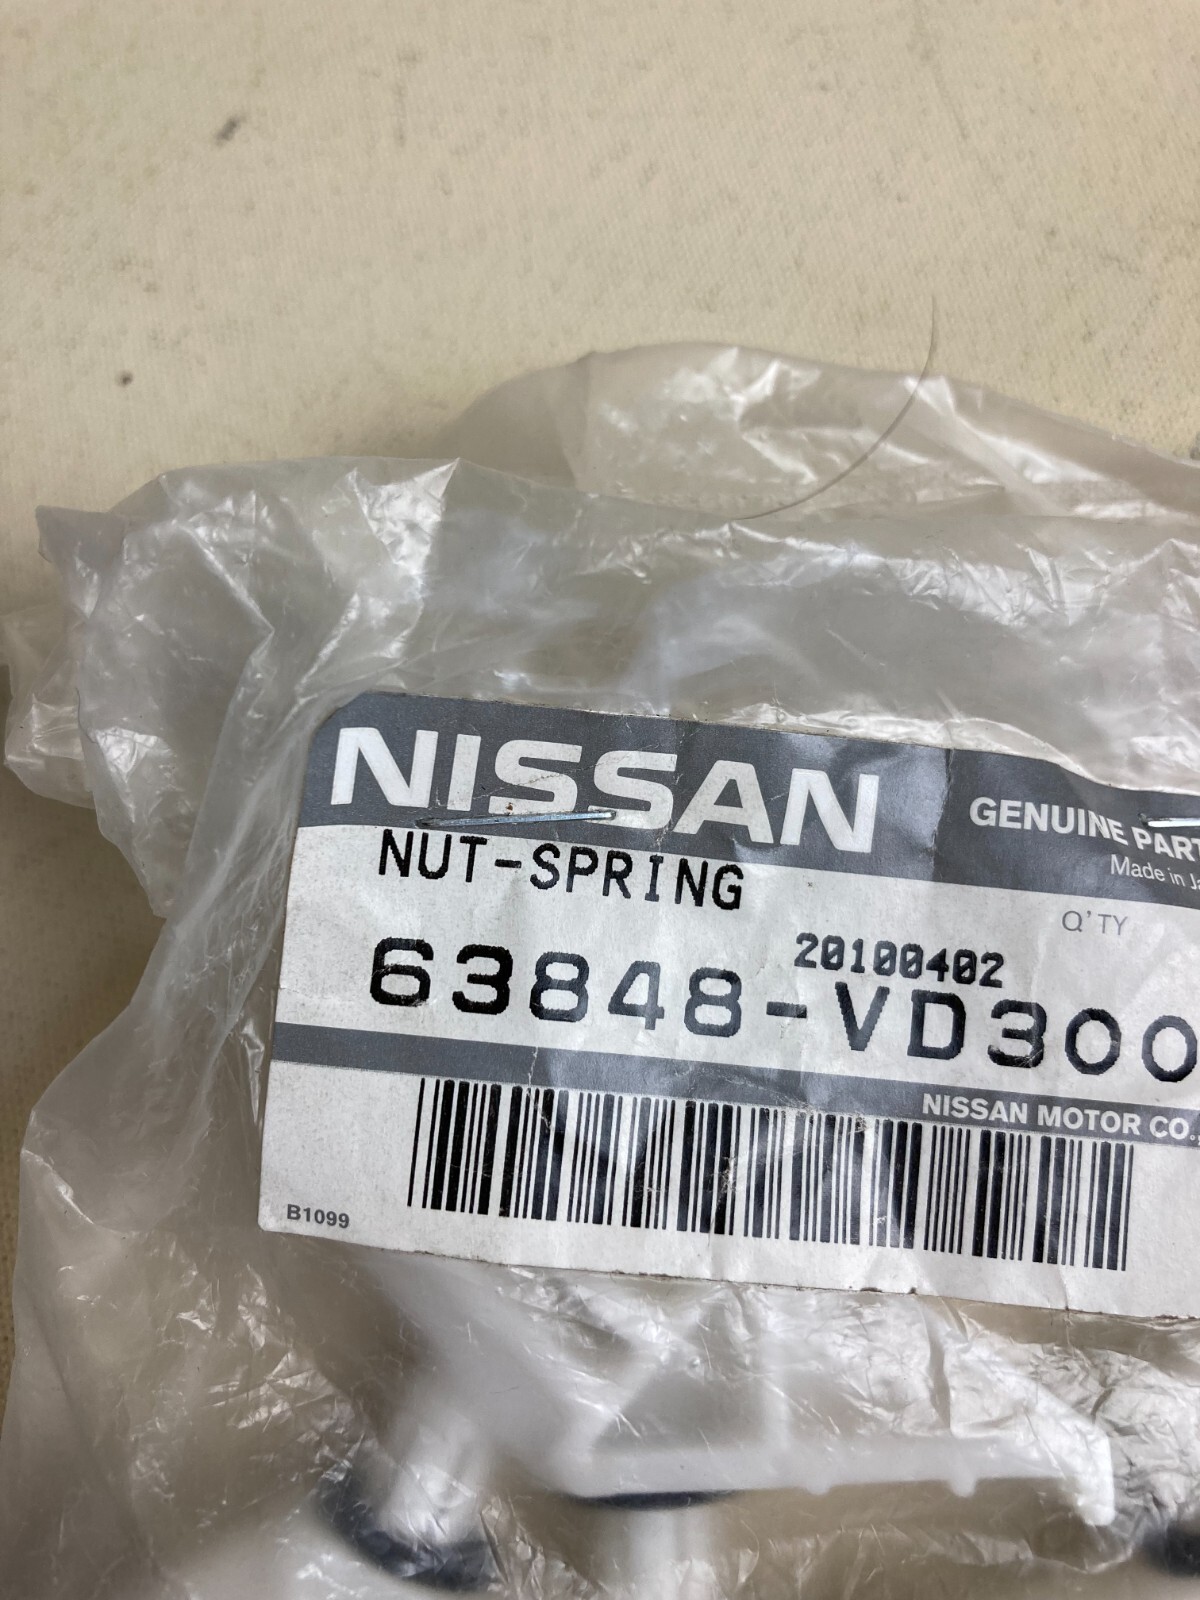 NISSAN
GENUINE PART
Made in Ja
NUT-SPRING
Q'TY
20100402
63848-VD300
NISSAN MOTOR CO.,
B1099